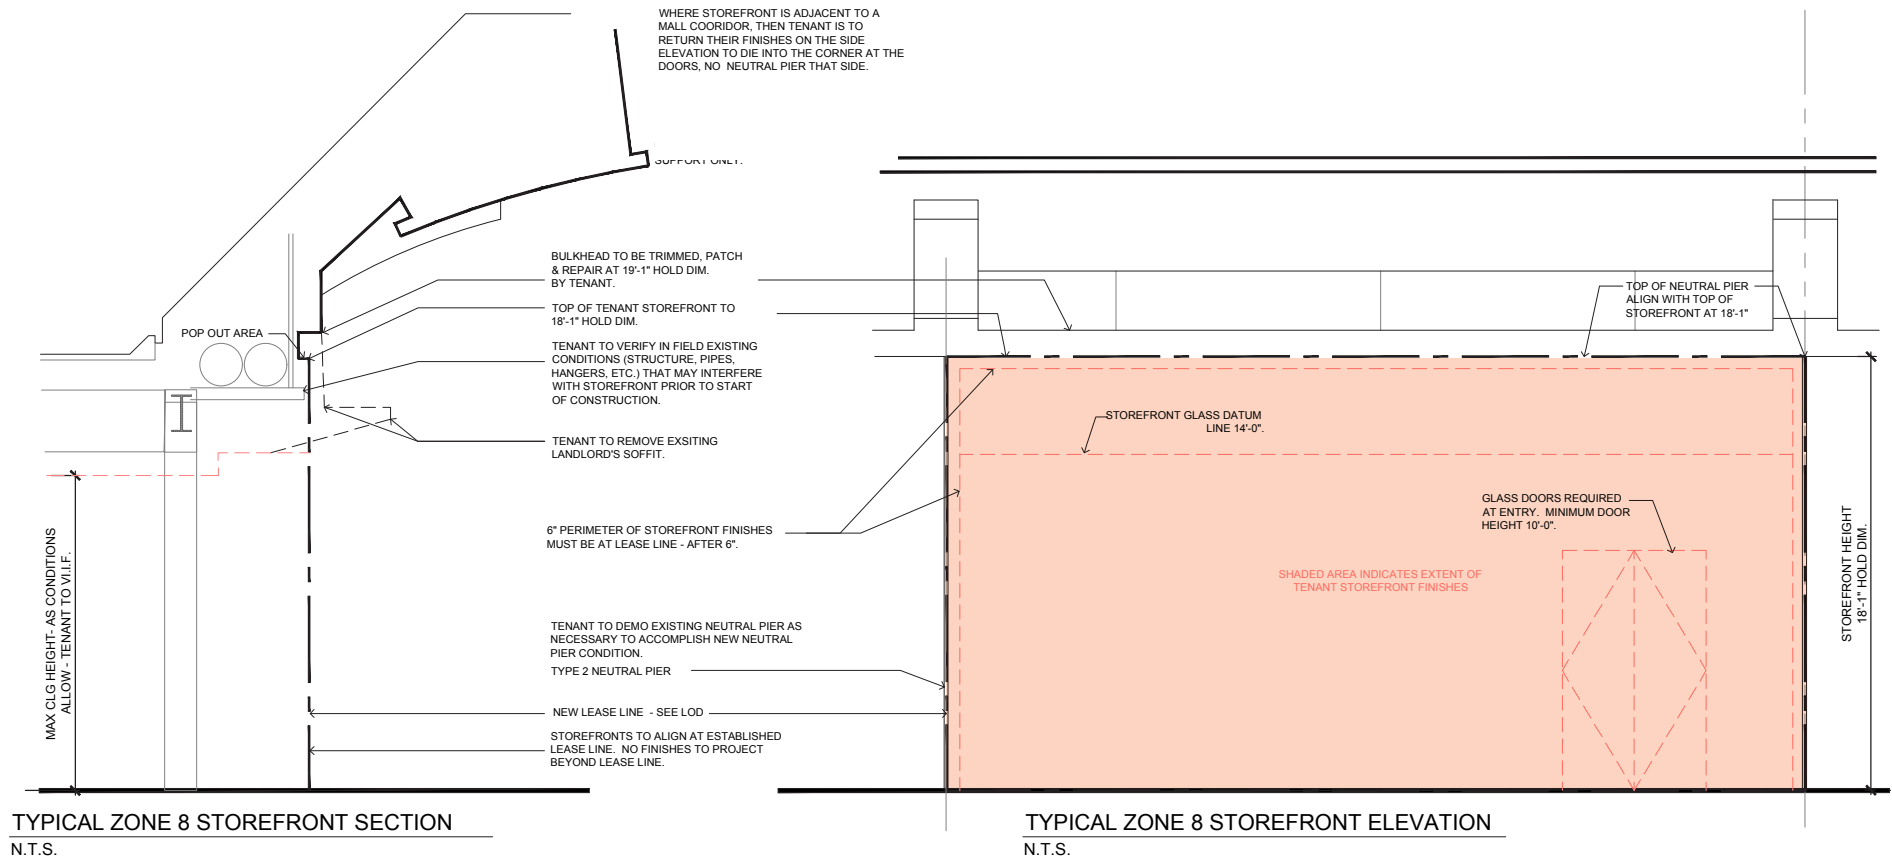 WHERE STOREFRONT IS ADJACENT TO A
MALL COORIDOR, THEN TENANT IS TO
RETURN THEIR FINISHES ON THE SIDE
ELEVATION TO DIE INTO THE CORNER AT THE
DOORS, NO NEUTRAL PIER THAT SIDE.
SUPPORT ONLY.
BULKHEAD TO BE TRIMMED, PATCH
& REPAIR AT 19'-1" HOLD DIM.
BY TENANT.
TOP OF TENANT STOREFRONT TO
18'-1" HOLD DIM.
POP OUT AREA
TENANT TO VERIFY IN FIELD EXISTING
CONDITIONS (STRUCTURE, PIPES,
HANGERS, ETC.) THAT MAY INTERFERE
WITH STOREFRONT PRIOR TO START
OF CONSTRUCTION.
TENANT TO REMOVE EXSITING
LANDLORD'S SOFFIT.
6" PERIMETER OF STOREFRONT FINISHES
MUST BE AT LEASE LINE - AFTER 6".
TENANT TO DEMO EXISTING NEUTRAL PIER AS
NECESSARY TO ACCOMPLISH NEW NEUTRAL
PIER CONDITION.
TYPE 2 NEUTRAL PIER
NEW LEASE LINE - SEE LOD
STOREFRONTS TO ALIGN AT ESTABLISHED
LEASE LINE. NO FINISHES TO PROJECT
BEYOND LEASE LINE.
MAX CLG HEIGHT- AS CONDITIONS
ALLOW - TENANT TO V.I.F.
TYPICAL ZONE 8 STOREFRONT SECTION
N.T.S.
TOP OF NEUTRAL PIER
ALIGN WITH TOP OF
STOREFRONT AT 18'-1"
STOREFRONT GLASS DATUM
LINE 14'-0".
GLASS DOORS REQUIRED
AT ENTRY. MINIMUM DOOR
HEIGHT 10'-0".
SHADED AREA INDICATES EXTENT OF
TENANT STOREFRONT FINISHES
STOREFRONT HEIGHT
18'-1" HOLD DIM.
TYPICAL ZONE 8 STOREFRONT ELEVATION
N.T.S.